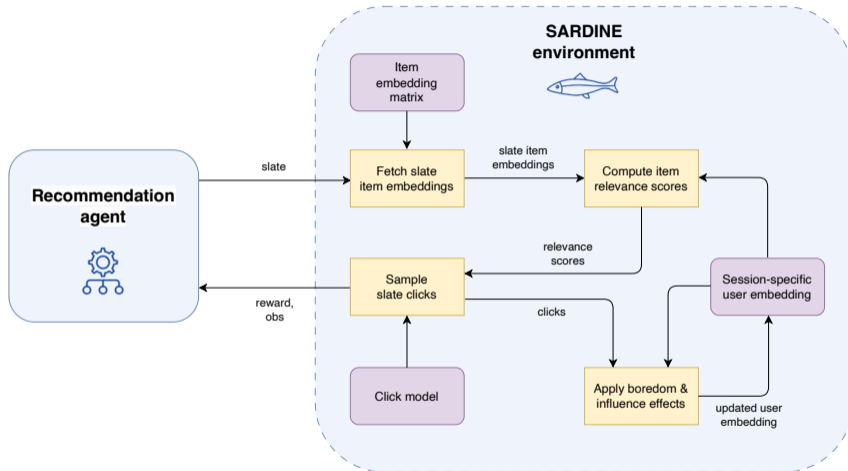 SARDINE
environment
Item
embedding
matrix
Recommendation
agent
slate
Fetch slate
item embeddings
slate item
embeddings
Compute item
relevance scores
relevance
scores
Sample
slate clicks
reward,
obs
clicks
Session-specific
user embedding
Click model
Apply boredom &
influence effects
updated user
embedding